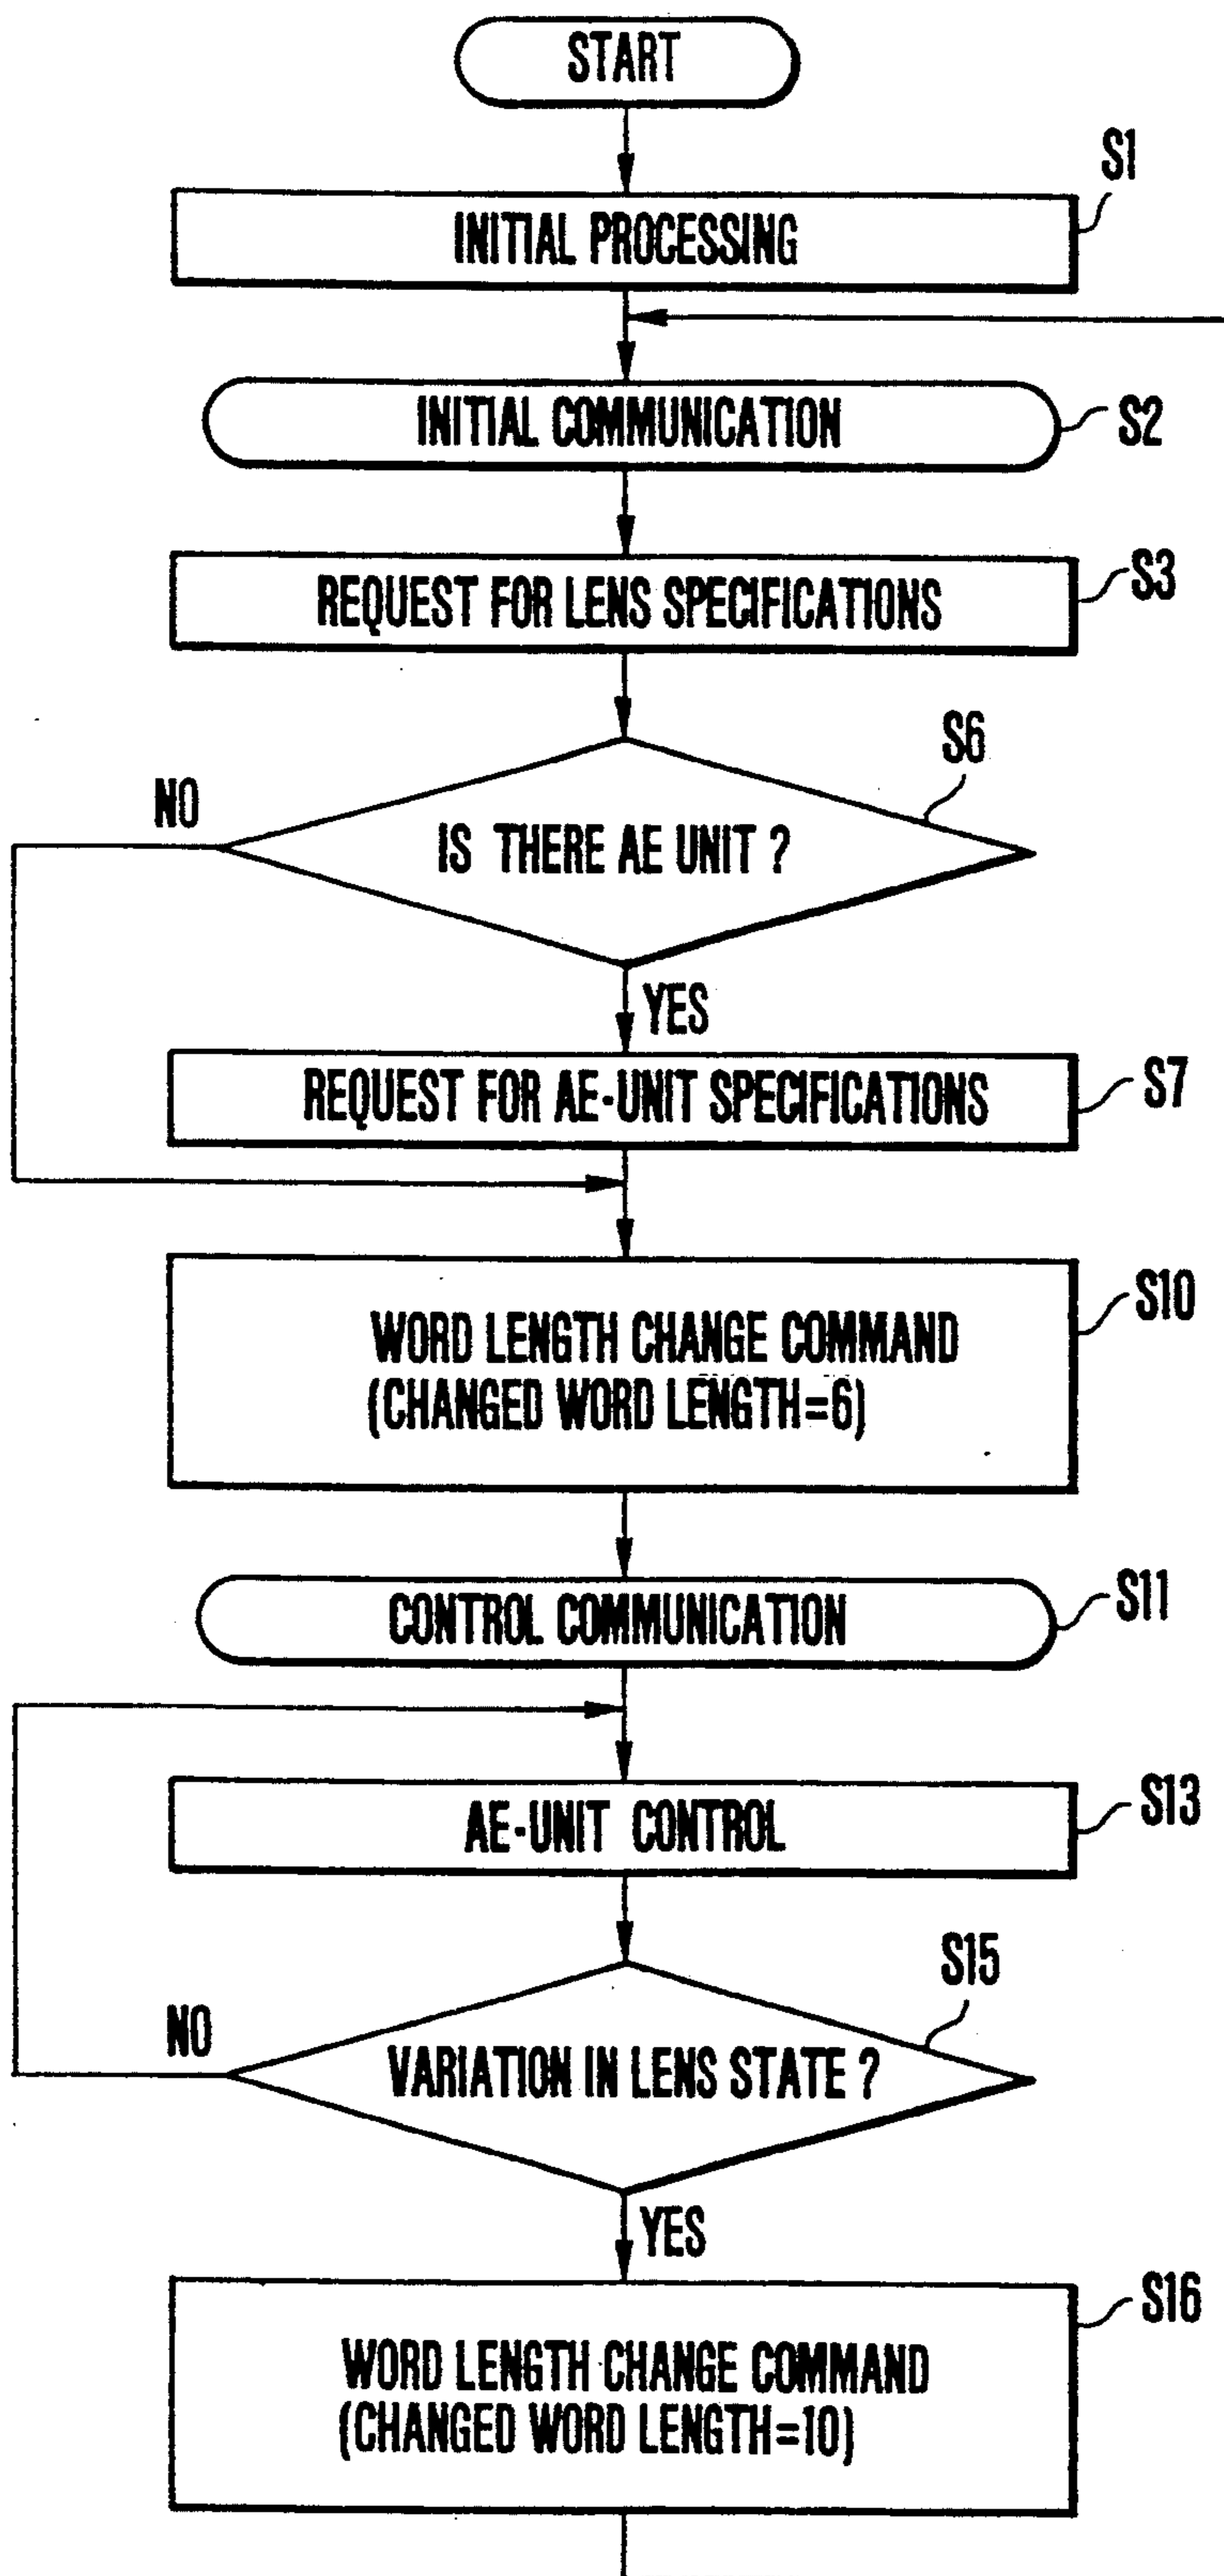 START
S1
INITIAL PROCESSING
INITIAL COMMUNICATION
S2
REQUEST FOR LENS SPECIFICATIONS
S3
S6
NO
IS THERE AE UNIT ?
YES
REQUEST FOR AE-UNIT SPECIFICATIONS
S7
S10
WORD LENGTH CHANGE COMMAND
(CHANGED WORD LENGTH=6)
CONTROL COMMUNICATION
S11
AE-UNIT CONTROL
S13
S15
NO
VARIATION IN LENS STATE ?
YES
S16
WORD LENGTH CHANGE COMMAND
(CHANGED WORD LENGTH=10)